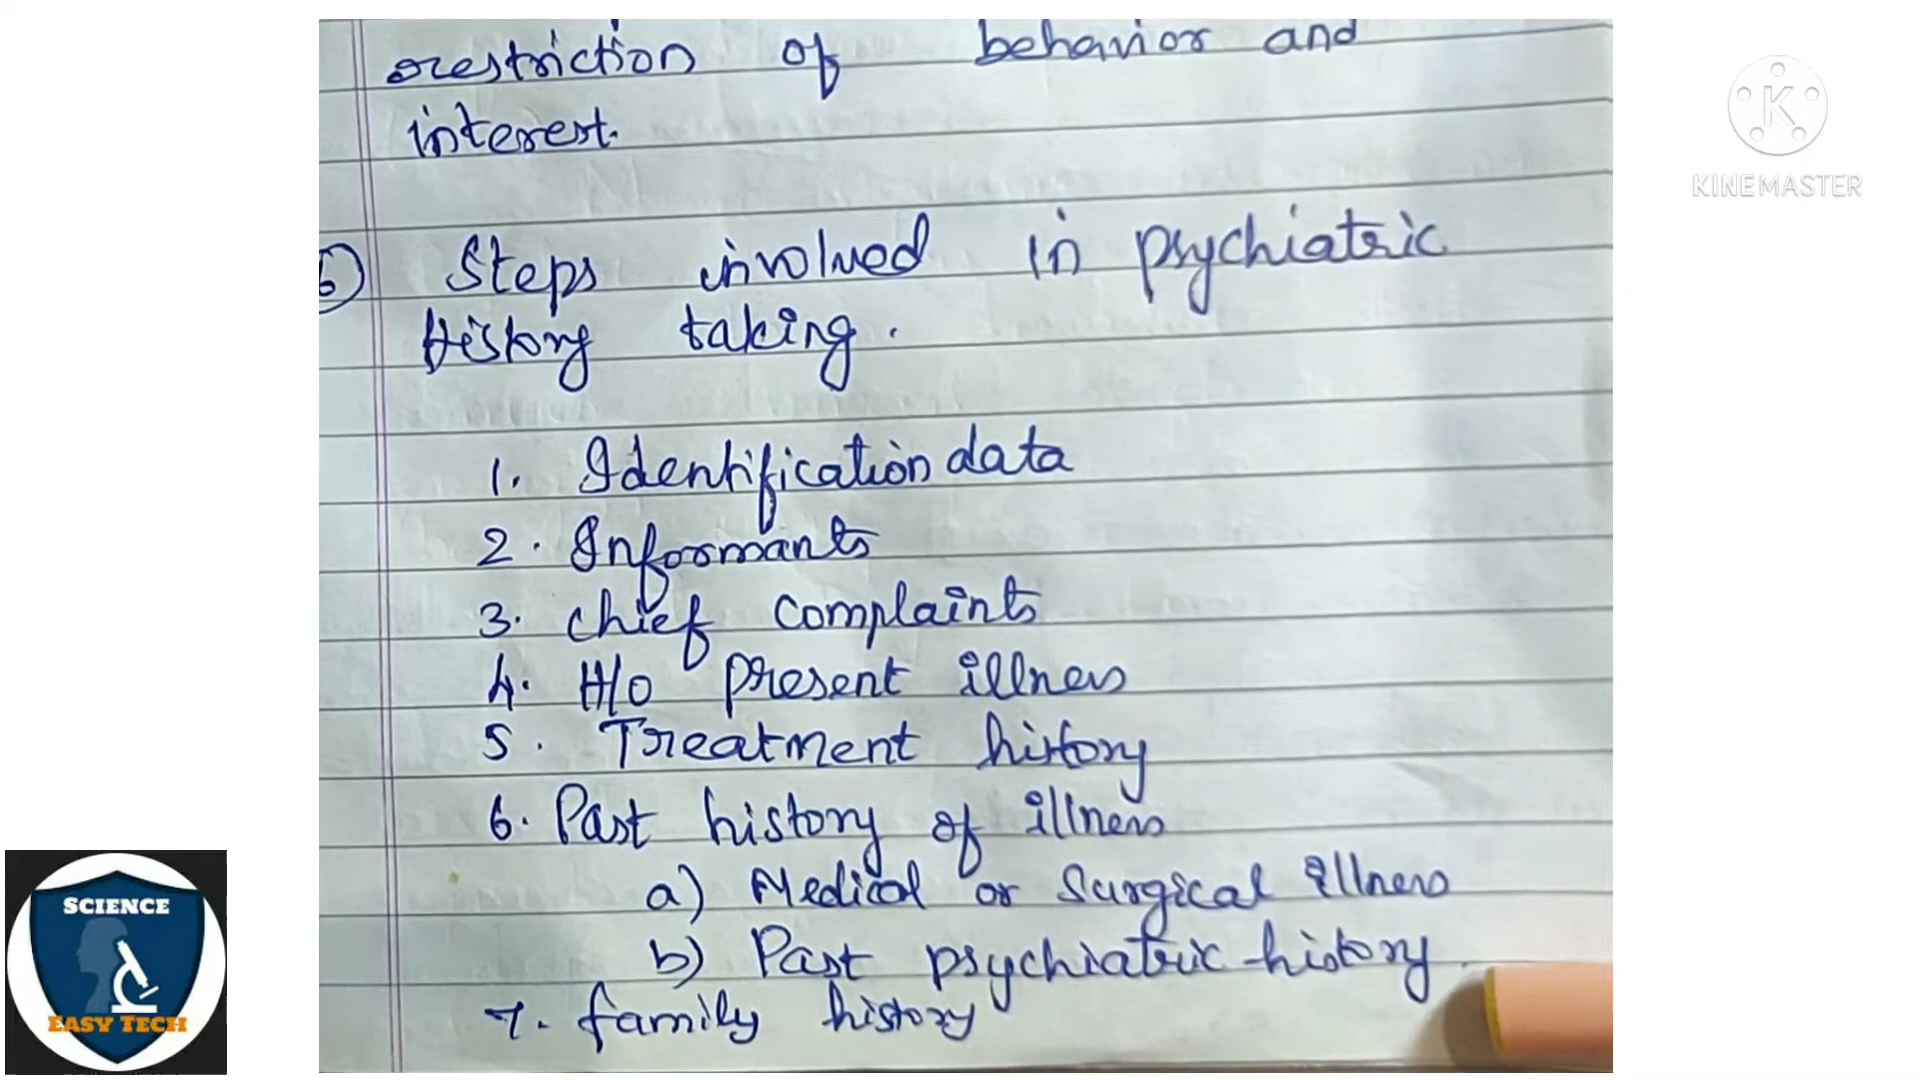 restriction of behavior and
interest.
5) Steps involved in psychiatric
History taking.
1. Identification data
2. Informants
3. chief complaints
4. H/O present illness
5. Treatment history
6. Past history of illness
a) Medical or Surgical illness
b) Past psychiatric history
7. family history
KINEMASTER
SCIENCE
EASY TECH